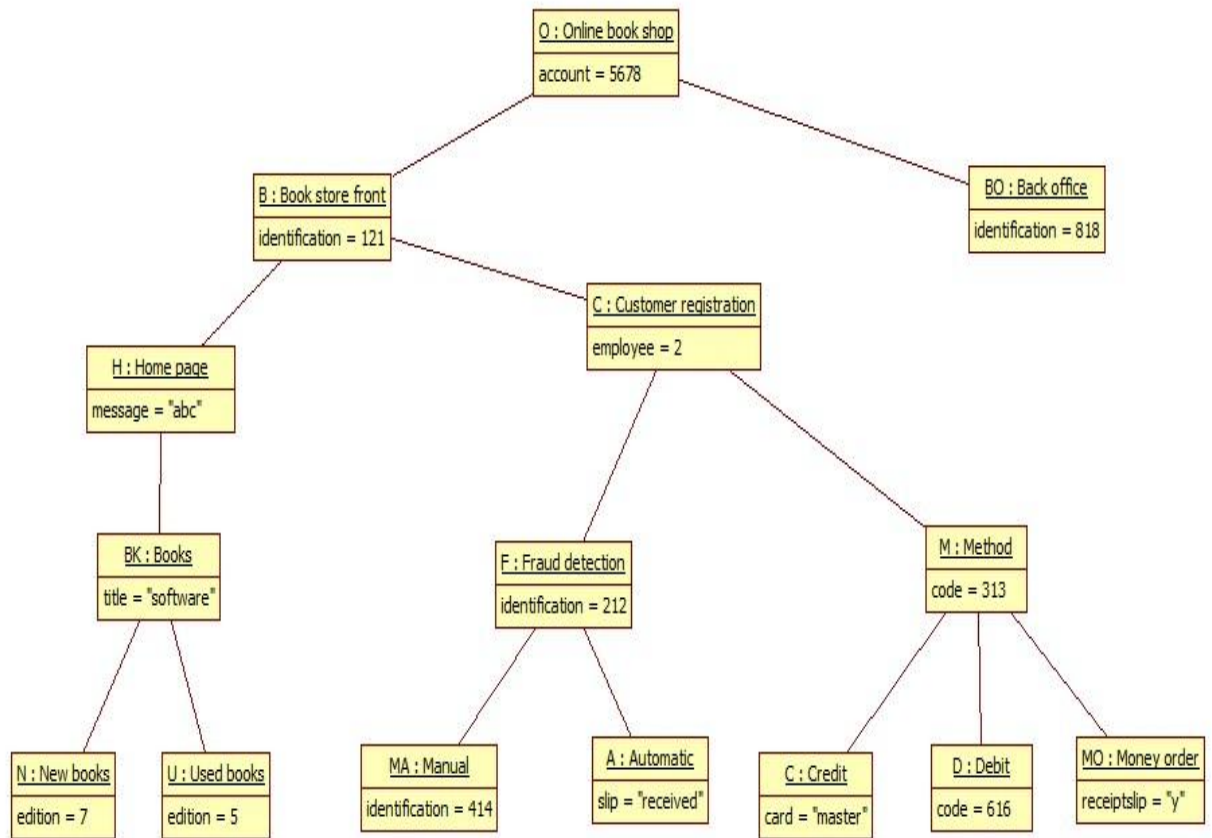 O : Online book shop
account = 5678
B : Book store front
identification = 121
BO : Back office
identification = 818
C : Customer registration
employee = 2
H : Home page
message = "abc"
BK : Books
title = "software"
F : Fraud detection
identification = 212
M : Method
code = 313
N : New books
edition = 7
U : Used books
edition = 5
MA : Manual
identification = 414
A : Automatic
slip = "received"
C : Credit
card = "master"
D : Debit
code = 616
MO : Money order
receiptslip = "y"